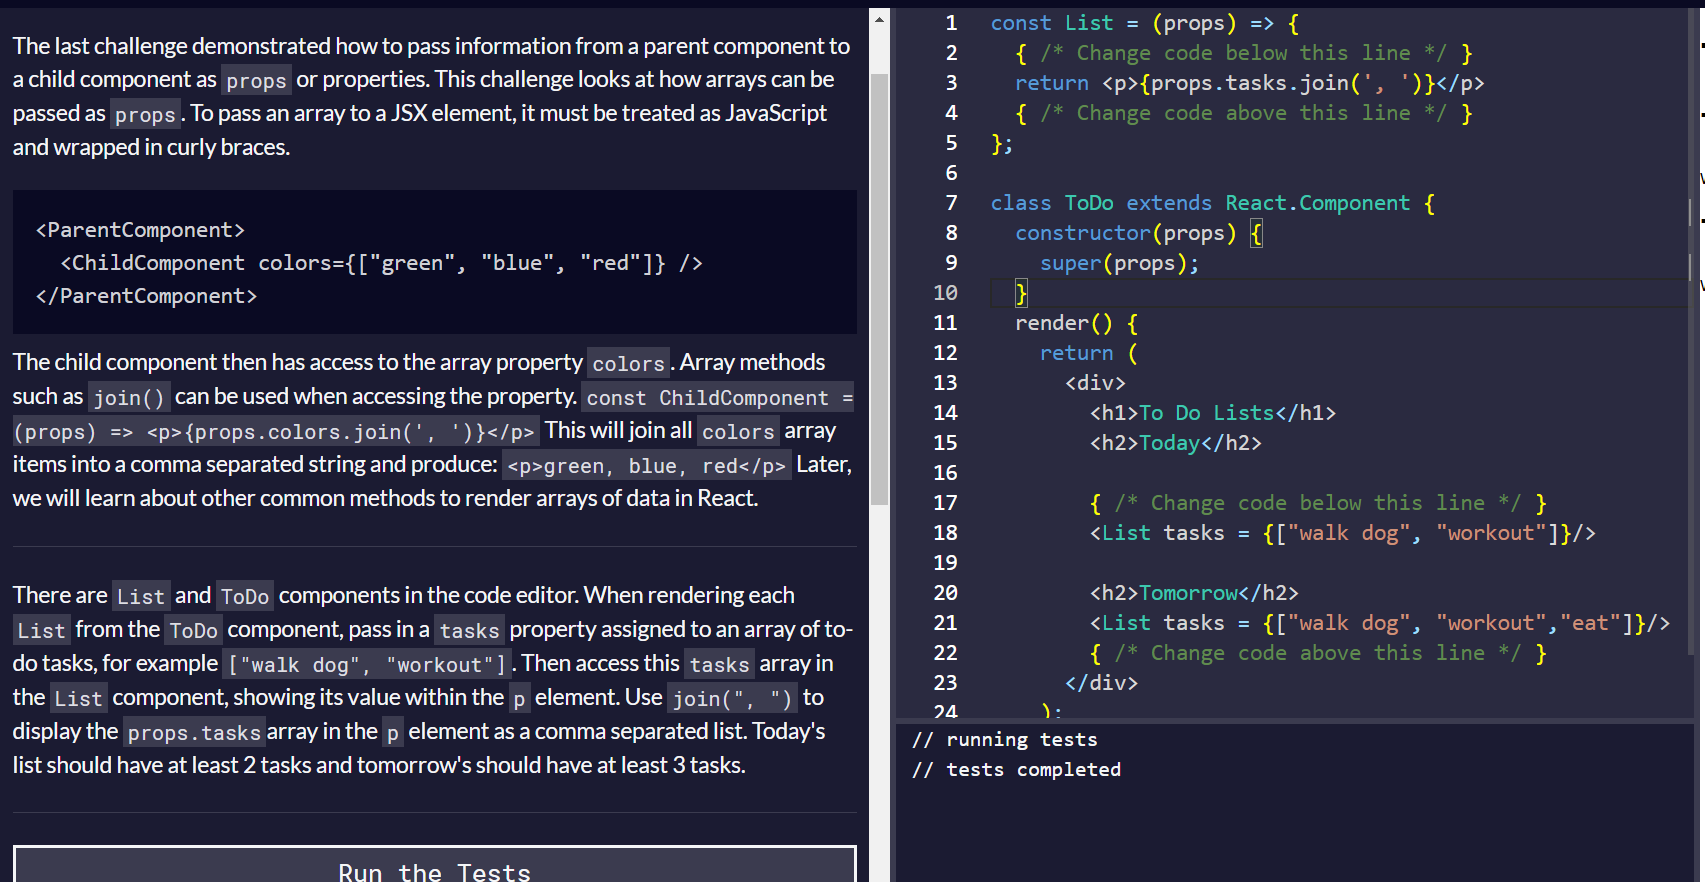 The last challenge demonstrated how to pass information from a parent component to
a child component as props or properties. This challenge looks at how arrays can be
passed as props. To pass an array to a JSX element, it must be treated as JavaScript
and wrapped in curly braces.
<ParentComponent>
  <ChildComponent colors={["green", "blue", "red"]} />
</ParentComponent>
The child component then has access to the array property colors. Array methods
such as join() can be used when accessing the property. const ChildComponent =
(props) => <p>{props.colors.join(', ')}</p> This will join all colors array
items into a comma separated string and produce: <p>green, blue, red</p> Later,
we will learn about other common methods to render arrays of data in React.
There are List and ToDo components in the code editor. When rendering each
List from the ToDo component, pass in a tasks property assigned to an array of to-
do tasks, for example ["walk dog", "workout"]. Then access this tasks array in
the List component, showing its value within the p element. Use join(", ") to
display the props.tasks array in the p element as a comma separated list. Today's
list should have at least 2 tasks and tomorrow's should have at least 3 tasks.
Run the Tests
1 const List = (props) => {
2   { /* Change code below this line */ }
3   return <p>{props.tasks.join(', ')}</p>
4   { /* Change code above this line */ }
5 };
6
7 class ToDo extends React.Component {
8   constructor(props) {
9     super(props);
10   }
11   render() {
12     return (
13       <div>
14         <h1>To Do Lists</h1>
15         <h2>Today</h2>
16
17         { /* Change code below this line */ }
18         <List tasks = {["walk dog", "workout"]}/>
19
20         <h2>Tomorrow</h2>
21         <List tasks = {["walk dog", "workout","eat"]}/>
22         { /* Change code above this line */ }
23       </div>
24     );
// running tests
// tests completed